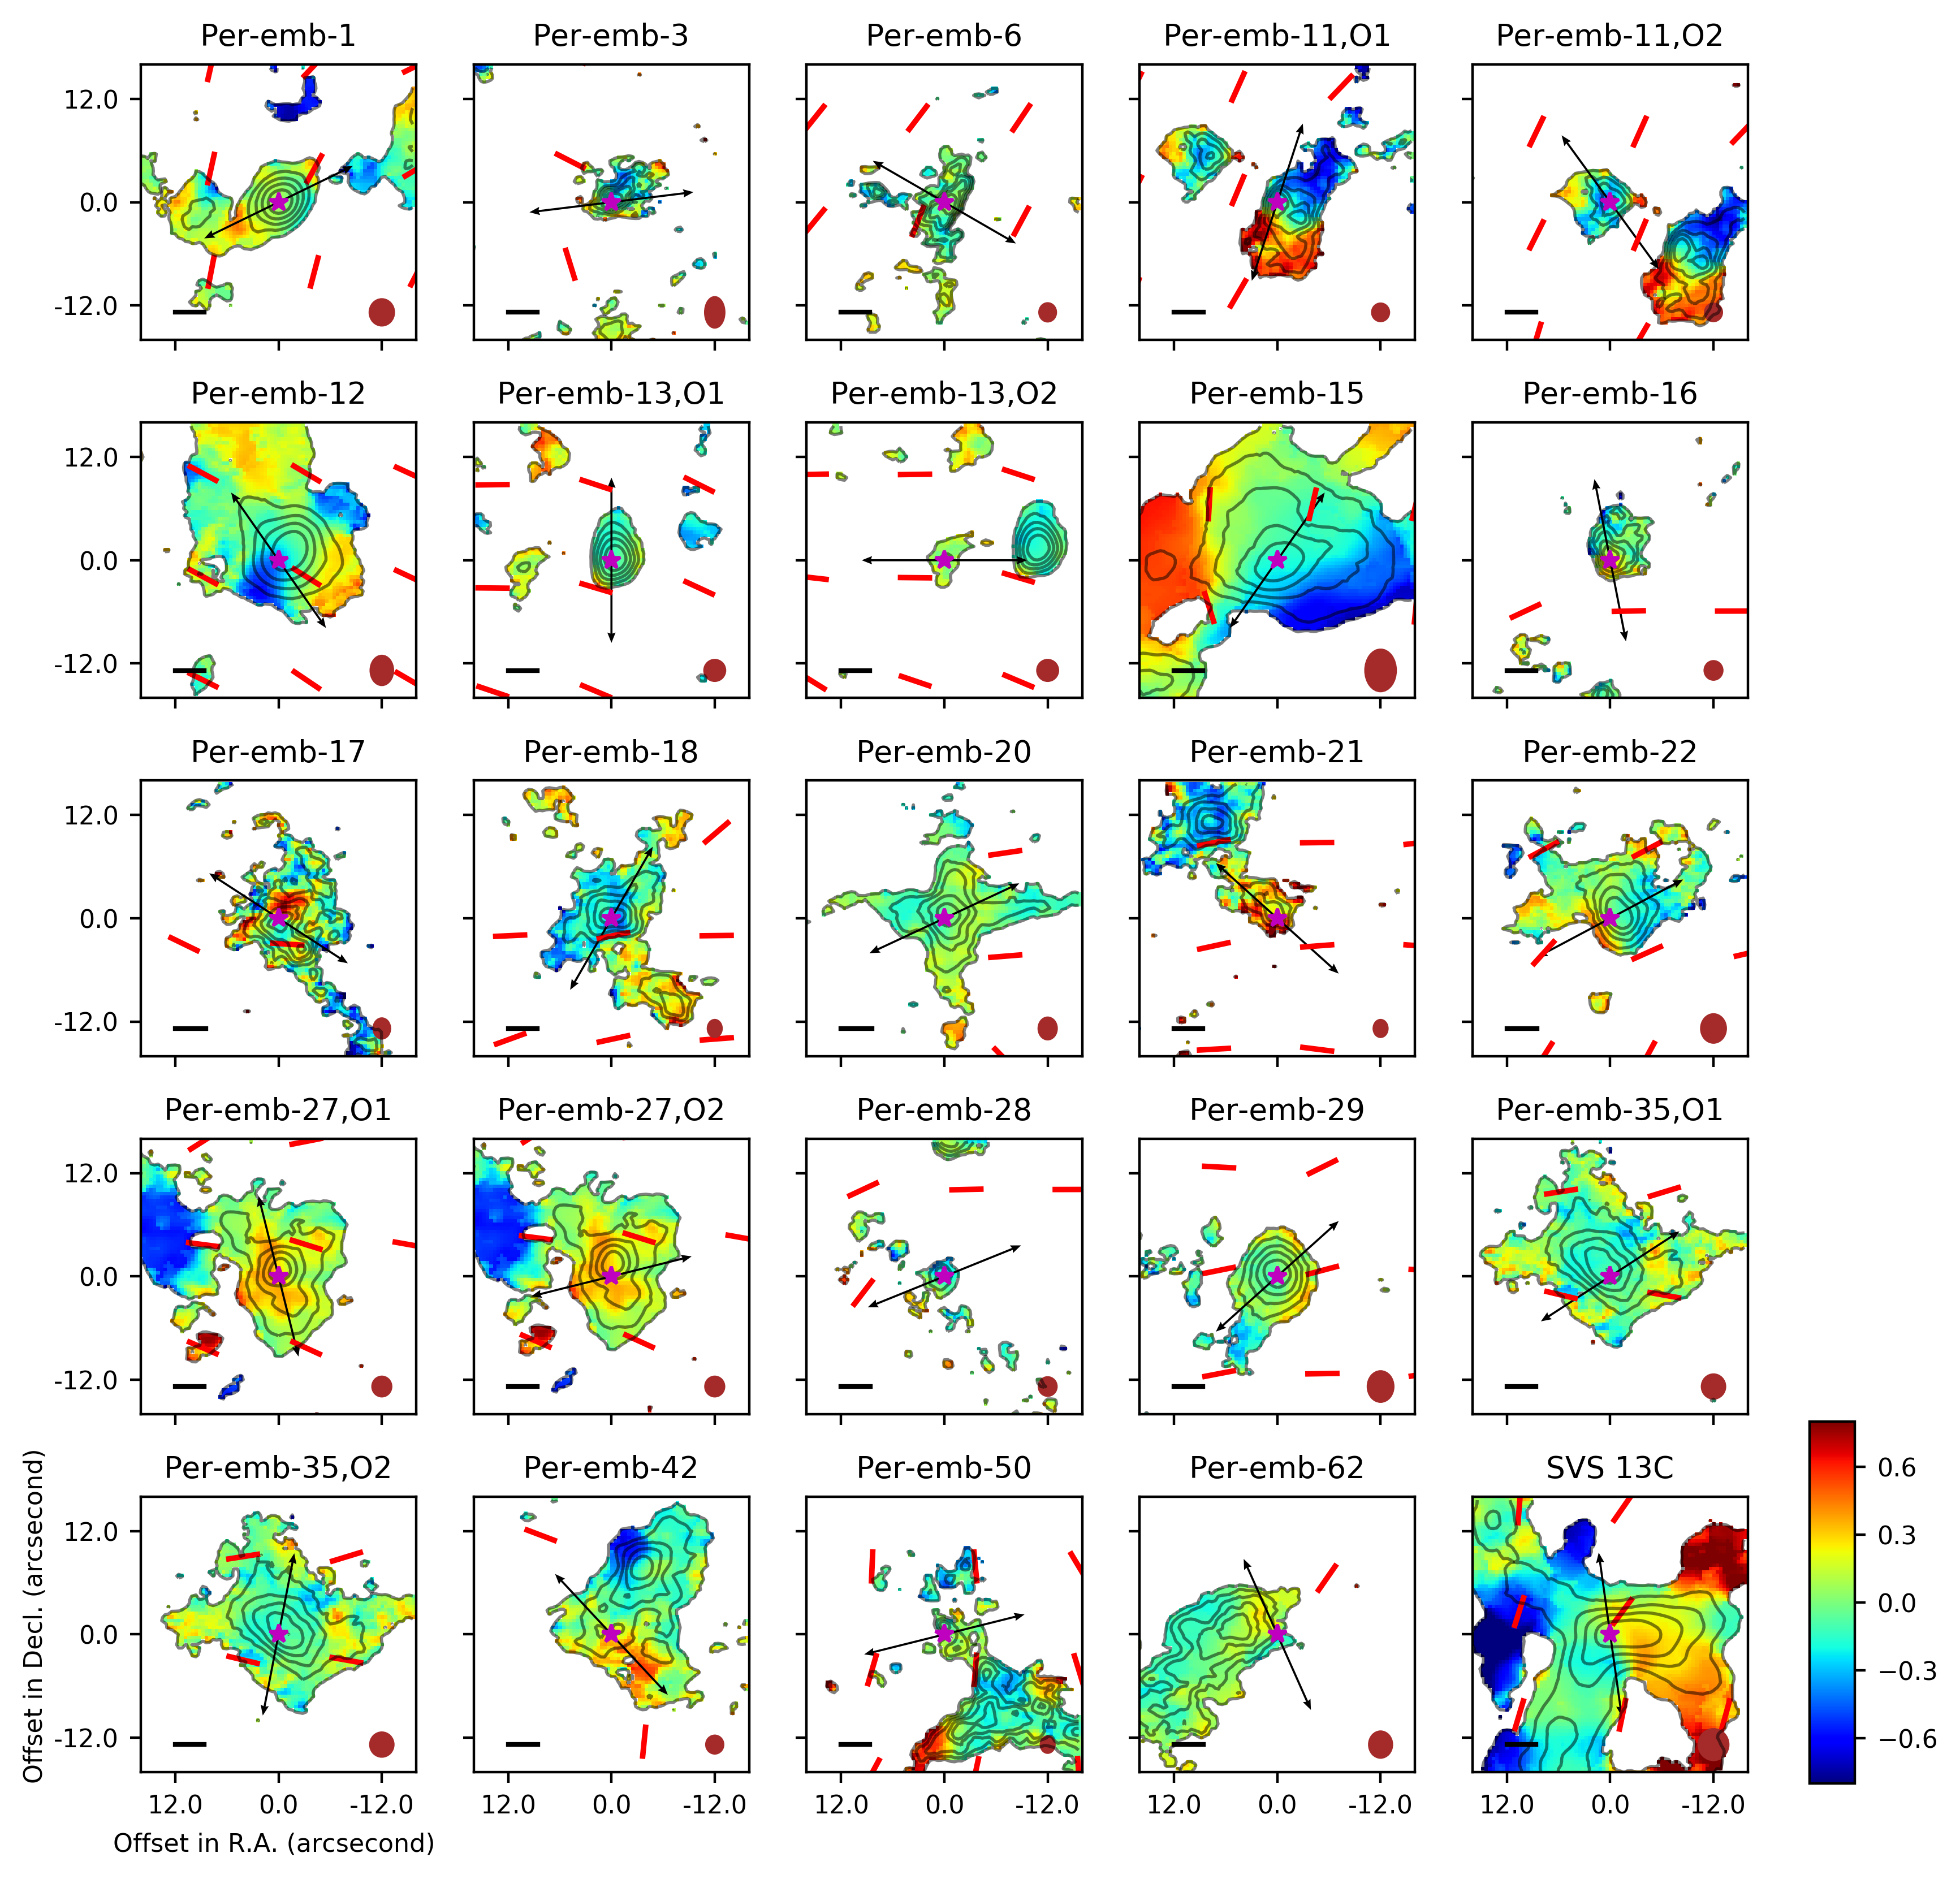 Per-emb-1 Per-emb-3 Per-emb-6 Per-emb-11,O1 Per-emb-11,O2
12.0
0.0
-12.0
Per-emb-12 Per-emb-13,O1 Per-emb-13,O2 Per-emb-15 Per-emb-16
12.0
0.0
-12.0
Per-emb-17 Per-emb-18 Per-emb-20 Per-emb-21 Per-emb-22
12.0
0.0
-12.0
Per-emb-27,O1 Per-emb-27,O2 Per-emb-28 Per-emb-29 Per-emb-35,O1
12.0
0.0
-12.0
Per-emb-35,O2 Per-emb-42 Per-emb-50 Per-emb-62 SVS 13C
12.0
0.0
-12.0
Offset in Decl. (arcsecond)
0.6
0.3
0.0
−0.3
−0.6
12.0 0.0 -12.0 12.0 0.0 -12.0 12.0 0.0 -12.0 12.0 0.0 -12.0 12.0 0.0 -12.0
Offset in R.A. (arcsecond)